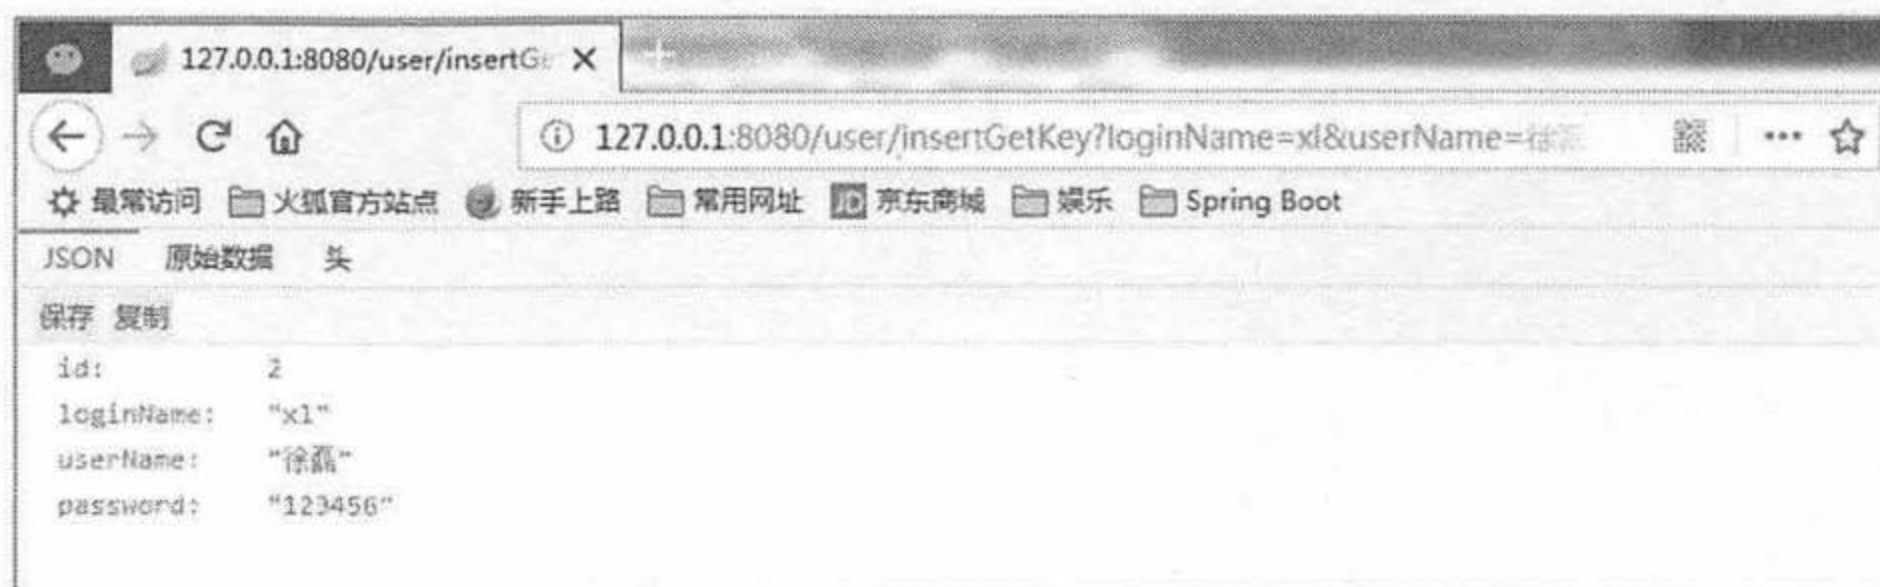 127.0.0.1:8080/user/insertG
127.0.0.1:8080/user/insertGetKey?loginName=xl&userName=徐磊
最常访问 火狐官方站点 新手上路 常用网址 JD 京东商城 娱乐 Spring Boot
JSON 原始数据 头
保存 复制
id: 2
loginName: "xl"
userName: "徐磊"
password: "123456"